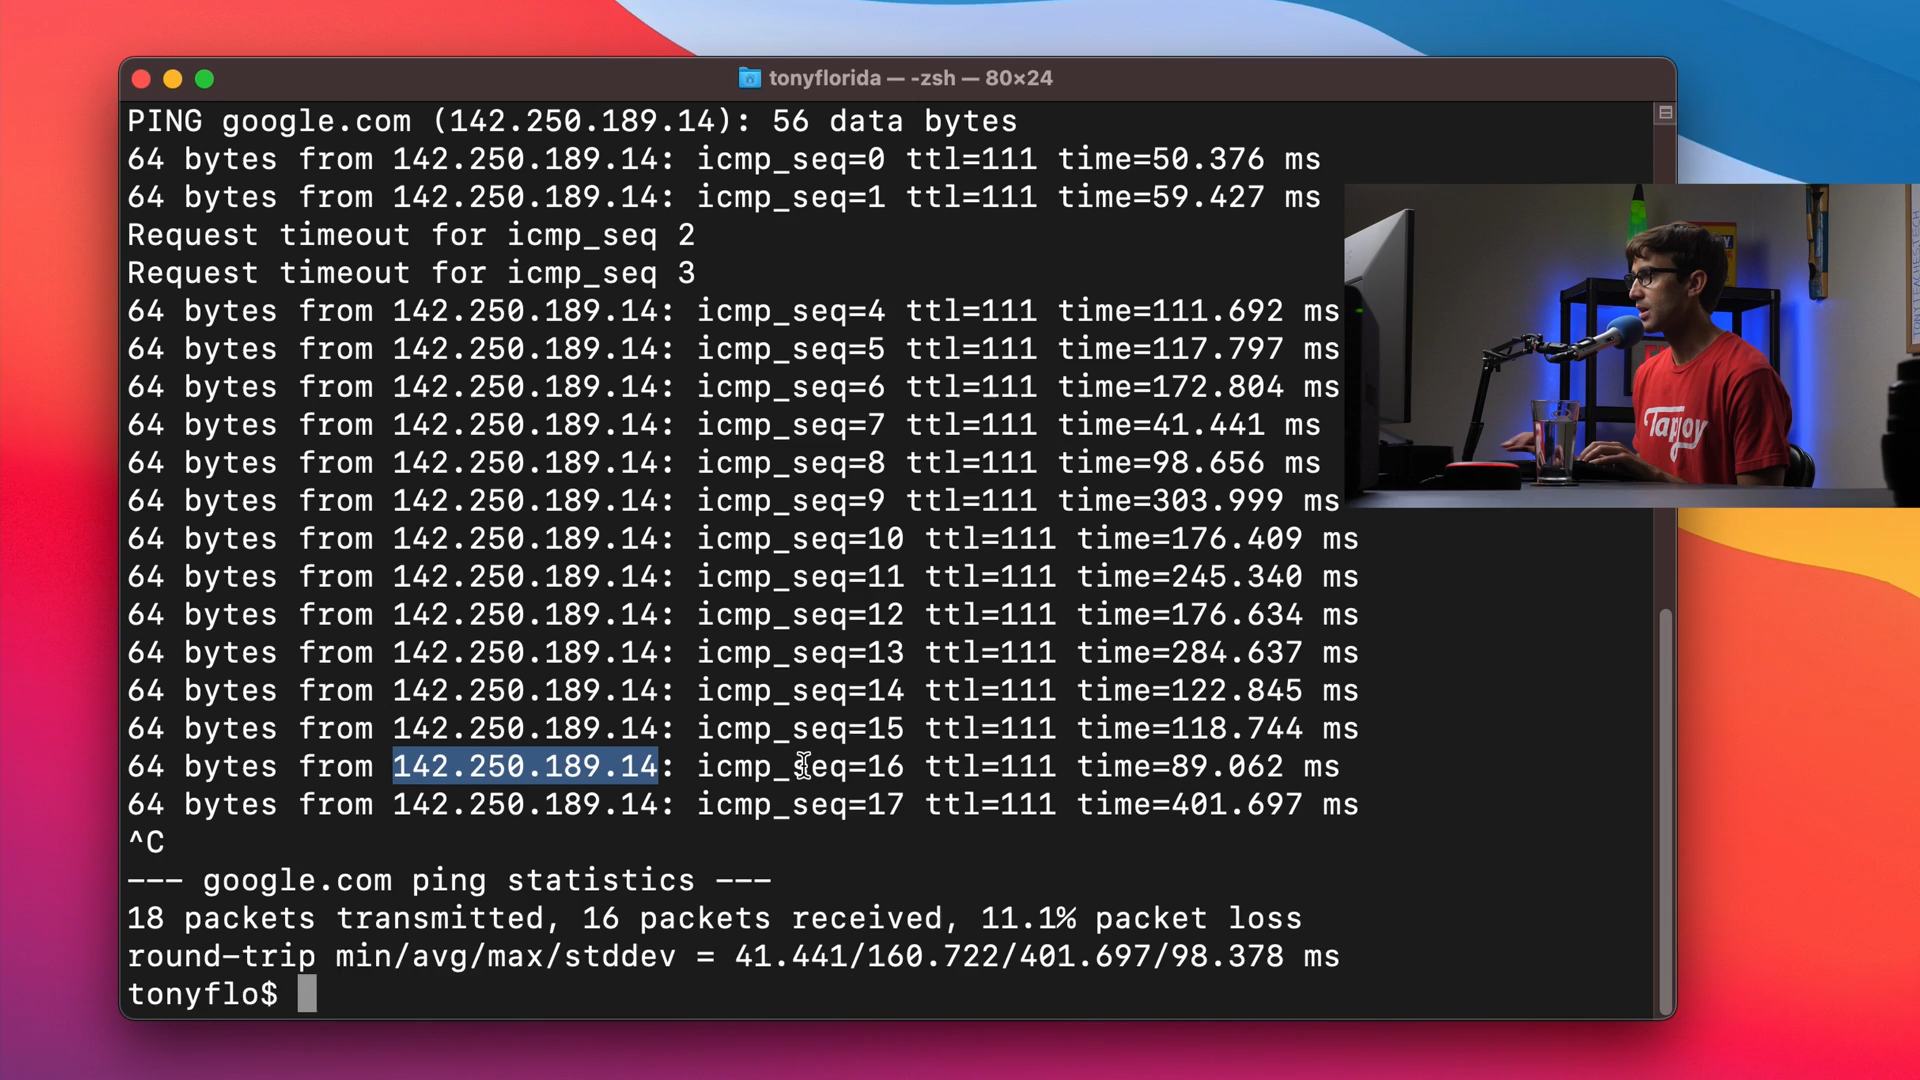 tonyflorida — -zsh — 80×24
PING google.com (142.250.189.14): 56 data bytes
64 bytes from 142.250.189.14: icmp_seq=0 ttl=111 time=50.376 ms
64 bytes from 142.250.189.14: icmp_seq=1 ttl=111 time=59.427 ms
Request timeout for icmp_seq 2
Request timeout for icmp_seq 3
64 bytes from 142.250.189.14: icmp_seq=4 ttl=111 time=111.692 ms
64 bytes from 142.250.189.14: icmp_seq=5 ttl=111 time=117.797 ms
64 bytes from 142.250.189.14: icmp_seq=6 ttl=111 time=172.804 ms
64 bytes from 142.250.189.14: icmp_seq=7 ttl=111 time=41.441 ms
64 bytes from 142.250.189.14: icmp_seq=8 ttl=111 time=98.656 ms
64 bytes from 142.250.189.14: icmp_seq=9 ttl=111 time=303.999 ms
64 bytes from 142.250.189.14: icmp_seq=10 ttl=111 time=176.409 ms
64 bytes from 142.250.189.14: icmp_seq=11 ttl=111 time=245.340 ms
64 bytes from 142.250.189.14: icmp_seq=12 ttl=111 time=176.634 ms
64 bytes from 142.250.189.14: icmp_seq=13 ttl=111 time=284.637 ms
64 bytes from 142.250.189.14: icmp_seq=14 ttl=111 time=122.845 ms
64 bytes from 142.250.189.14: icmp_seq=15 ttl=111 time=118.744 ms
64 bytes from 142.250.189.14: icmp_seq=16 ttl=111 time=89.062 ms
64 bytes from 142.250.189.14: icmp_seq=17 ttl=111 time=401.697 ms
^C
--- google.com ping statistics ---
18 packets transmitted, 16 packets received, 11.1% packet loss
round-trip min/avg/max/stddev = 41.441/160.722/401.697/98.378 ms
tonyflo$
Tapjoy